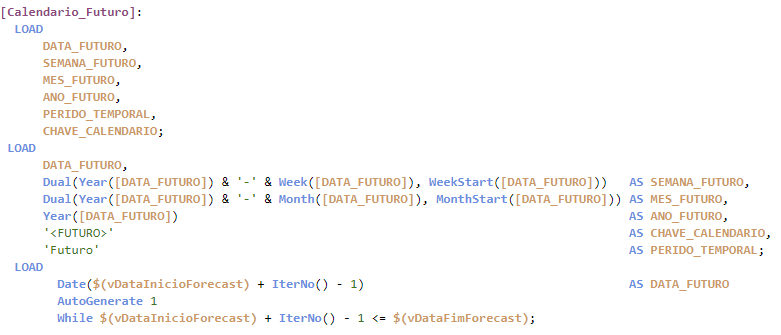 [Calendario_Futuro]:
LOAD
DATA_FUTURO,
SEMANA_FUTURO,
MES_FUTURO,
ANO_FUTURO,
PERIDO_TEMPORAL,
CHAVE_CALENDARIO;
LOAD
DATA_FUTURO,
Dual(Year([DATA_FUTURO]) & '-' & Week([DATA_FUTURO]), WeekStart([DATA_FUTURO])) AS SEMANA_FUTURO,
Dual(Year([DATA_FUTURO]) & '-' & Month([DATA_FUTURO]), MonthStart([DATA_FUTURO])) AS MES_FUTURO,
Year([DATA_FUTURO]) AS ANO_FUTURO,
'<FUTURO>' AS CHAVE_CALENDARIO,
'Futuro' AS PERIDO_TEMPORAL;
LOAD
Date($(vDataInicioForecast) + IterNo() - 1) AS DATA_FUTURO
AutoGenerate 1
While $(vDataInicioForecast) + IterNo() - 1 <= $(vDataFimForecast);